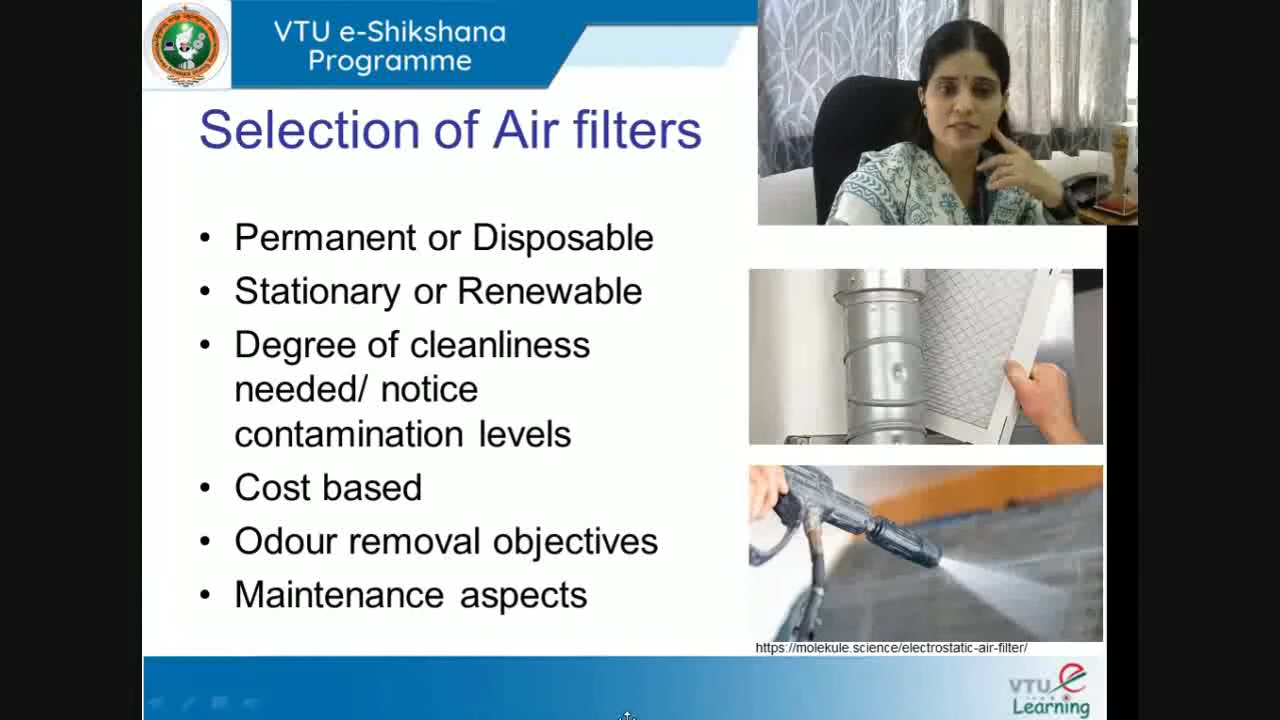 VTU e-Shikshana
Programme
Selection of Air filters
• Permanent or Disposable
• Stationary or Renewable
• Degree of cleanliness
needed/ notice
contamination levels
• Cost based
• Odour removal objectives
• Maintenance aspects
https://molekule.science/electrostatic-air-filter/
VTU e
Learning